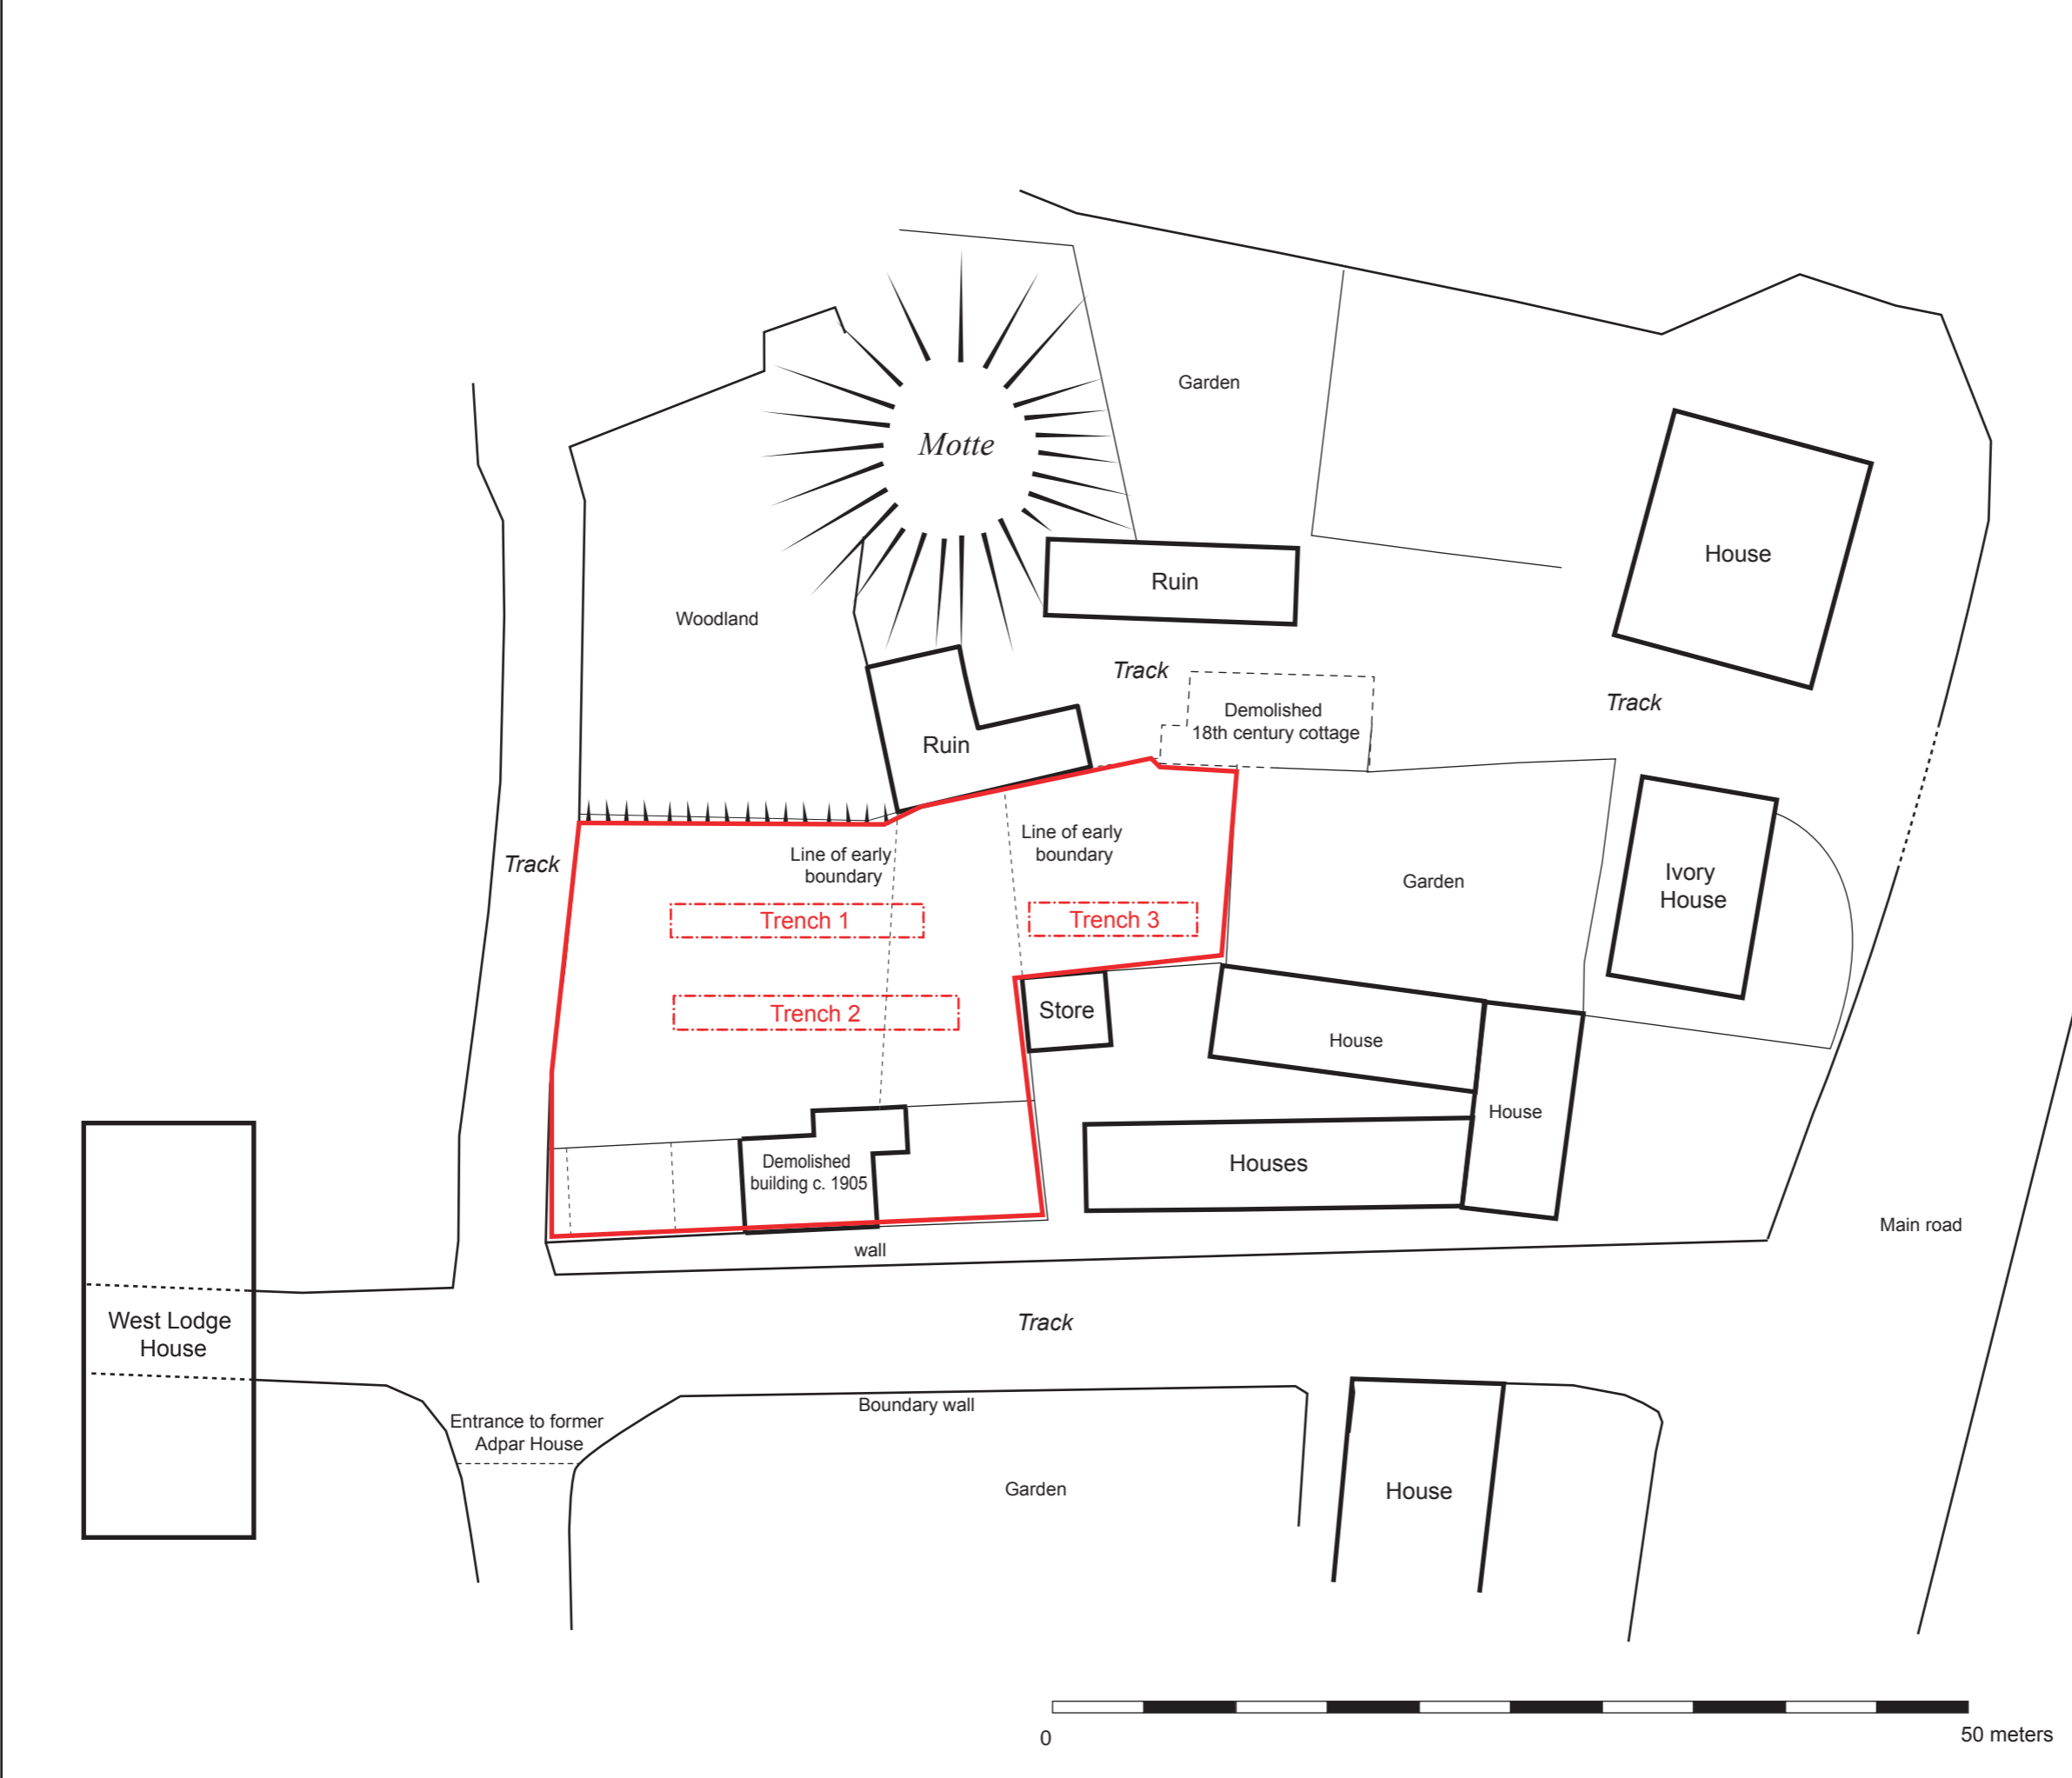 Garden
Motte
House
Ruin
Woodland
Track
Track
Demolished
18th century cottage
Ruin
Line of early
boundary
Line of early
boundary
Track
Ivory
House
Garden
Trench 1
Trench 3
Store
Trench 2
House
House
Demolished
building c. 1905
Houses
Main road
wall
West Lodge
House
Track
Boundary wall
Entrance to former
Adpar House
Garden
House
0
50 meters